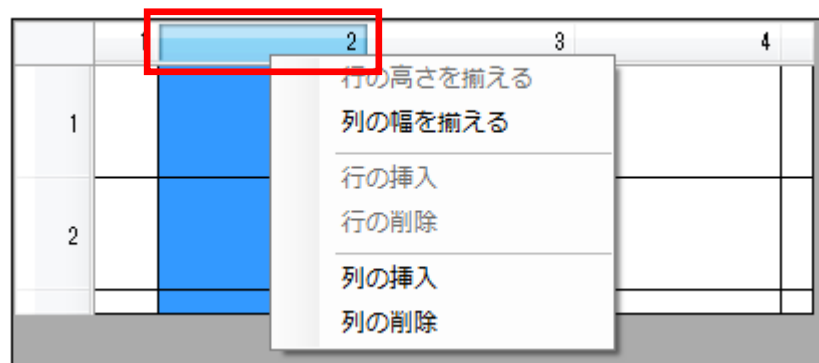 1 2 3 4
行の高さを揃える
1 列の幅を揃える
行の挿入
2 行の削除
列の挿入
列の削除